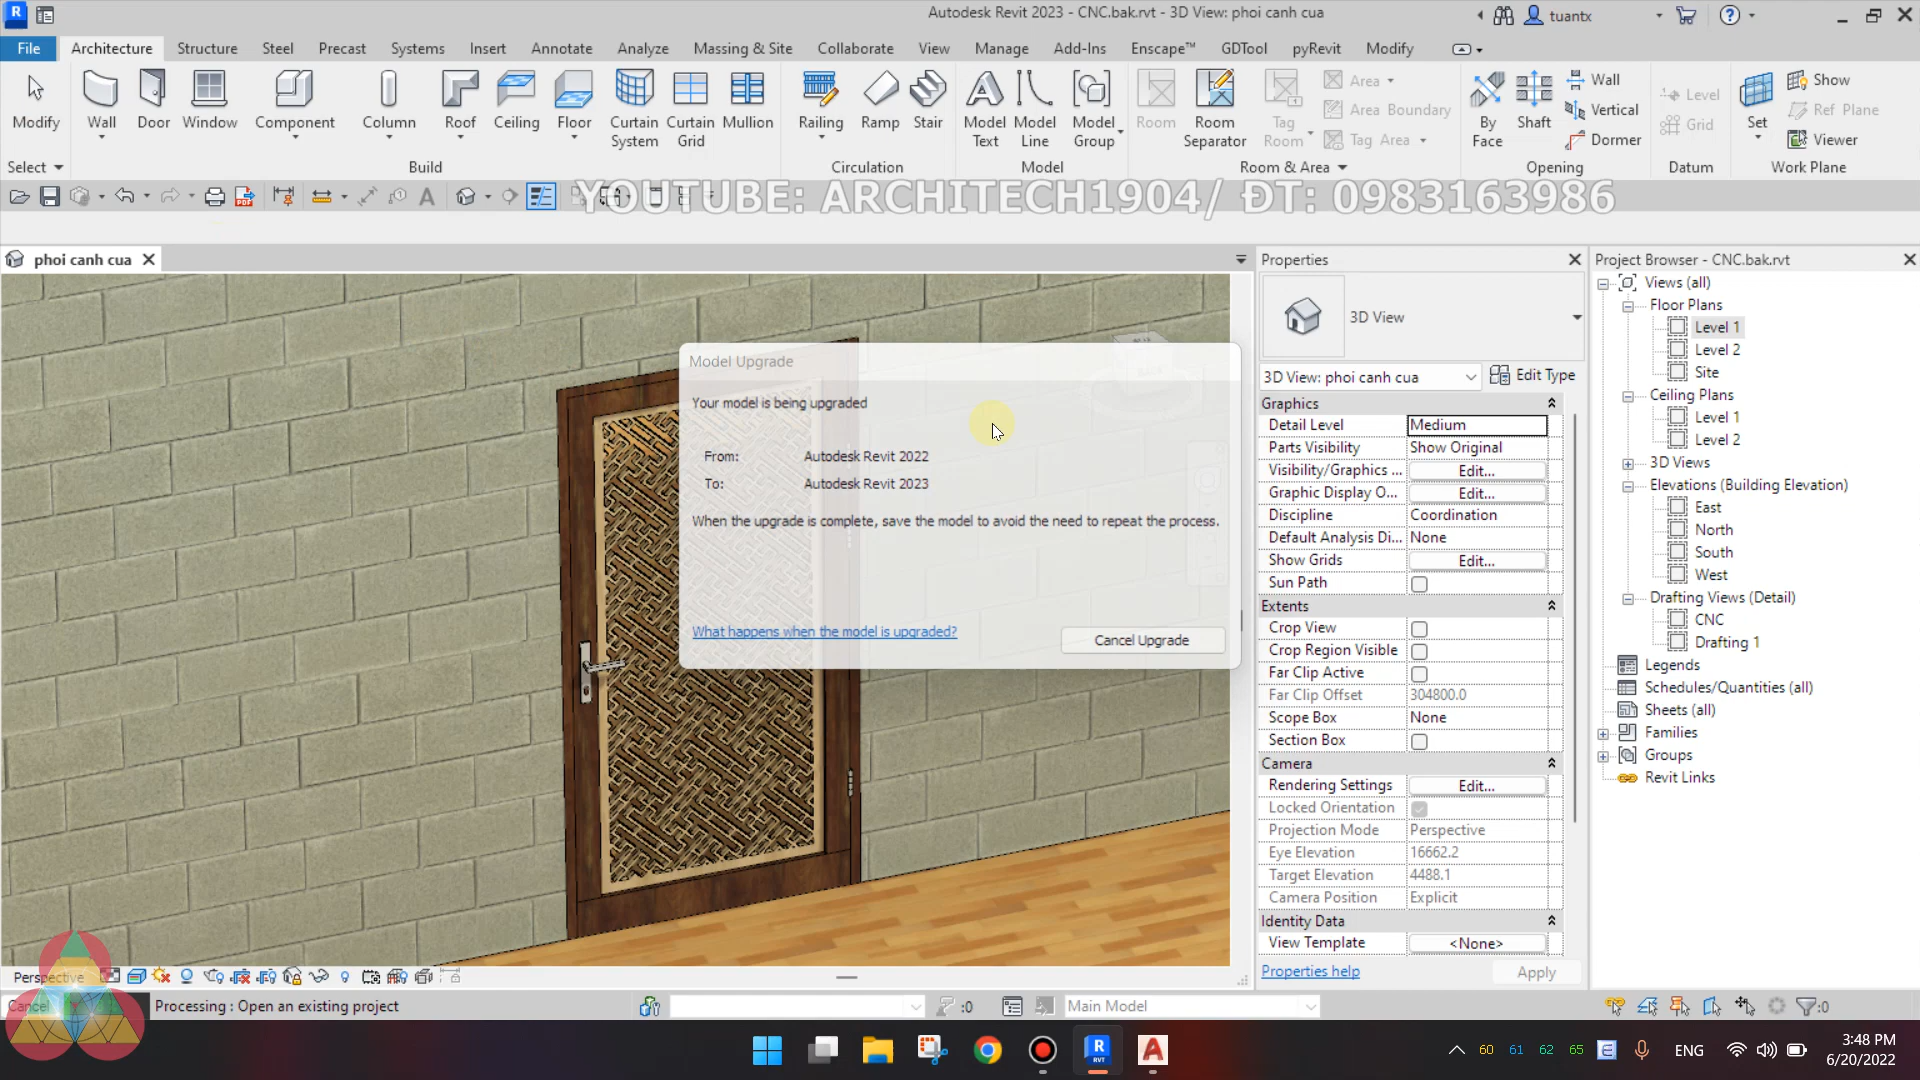 Autodesk Revit 2023 - CNC.bak.rvt - 3D View: phoi canh cua
tuantx
File Architecture Structure Steel Precast Systems Insert Annotate Analyze Massing & Site Collaborate View Manage Add-Ins Enscape™ GDTool pyRevit Modify
Modify Wall Door Window Component Column Roof Ceiling Floor Curtain System Curtain Grid Mullion Railing Ramp Stair Model Text Model Line Model Group Room Room Separator Tag Room Area Area Boundary Tag Area By Face Shaft Wall Vertical Dormer Level Grid Set Show Ref Plane Viewer
Select Build Circulation Model Room & Area Opening Datum Work Plane
YOUTUBE: ARCHITECH1904/ ĐT: 0983163986
phoi canh cua
Model Upgrade
Your model is being upgraded
From: Autodesk Revit 2022
To: Autodesk Revit 2023
When the upgrade is complete, save the model to avoid the need to repeat the process.
What happens when the model is upgraded?
Cancel Upgrade
Properties
3D View
3D View: phoi canh cua Edit Type
Graphics
Detail Level Medium
Parts Visibility Show Original
Visibility/Graphics ... Edit...
Graphic Display O... Edit...
Discipline Coordination
Default Analysis Di... None
Show Grids Edit...
Sun Path
Extents
Crop View
Crop Region Visible
Far Clip Active
Far Clip Offset 304800.0
Scope Box None
Section Box
Camera
Rendering Settings Edit...
Locked Orientation
Projection Mode Perspective
Eye Elevation 16662.2
Target Elevation 4488.1
Camera Position Explicit
Identity Data
View Template <None>
Properties help Apply
Project Browser - CNC.bak.rvt
Views (all)
Floor Plans
Level 1
Level 2
Site
Ceiling Plans
Level 1
Level 2
3D Views
Elevations (Building Elevation)
East
North
South
West
Drafting Views (Detail)
CNC
Drafting 1
Legends
Schedules/Quantities (all)
Sheets (all)
Families
Groups
Revit Links
Perspective
Cancel Processing : Open an existing project :0 Main Model :0
60 61 62 65 ENG 3:48 PM
6/20/2022